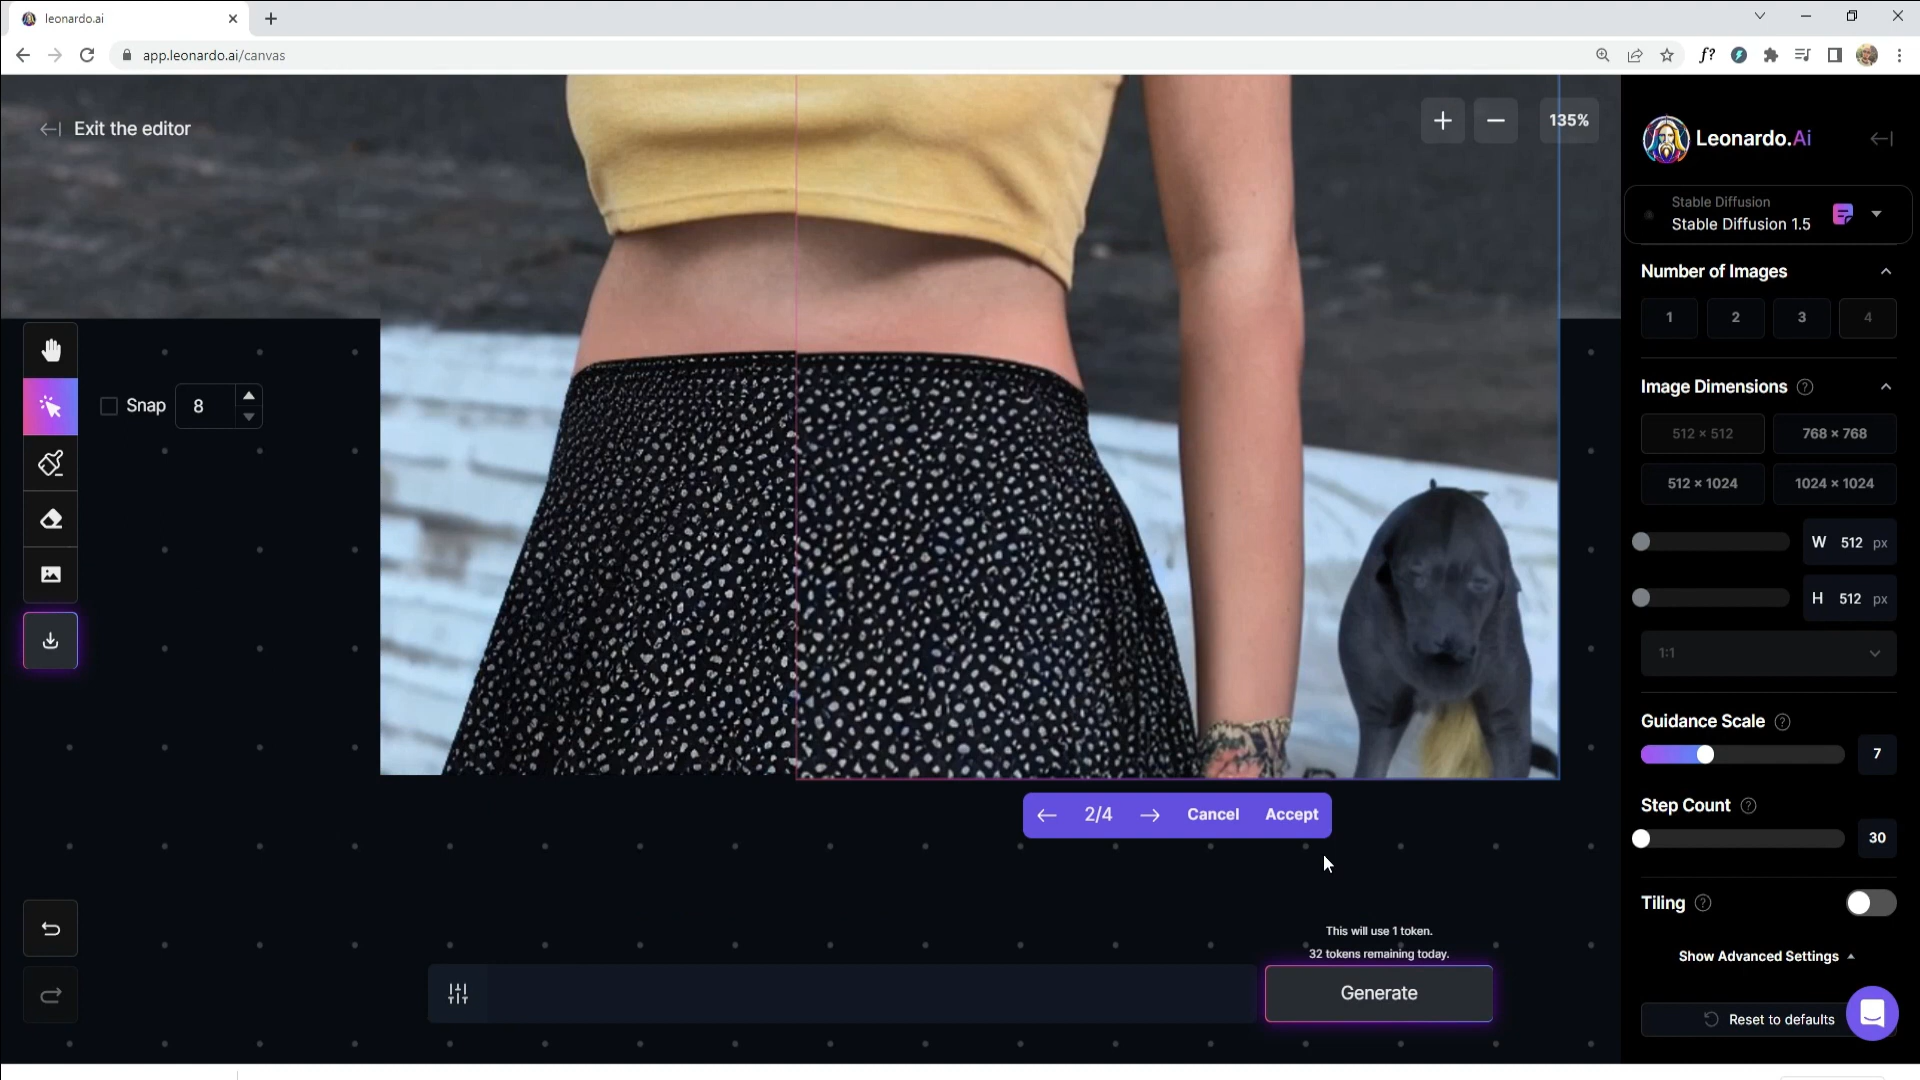 leonardo.ai
app.leonardo.ai/canvas
f?
Exit the editor
135%
Leonardo.Ai
Stable Diffusion
Stable Diffusion 1.5
Number of Images
1 2 3 4
Image Dimensions
512 × 512 768 × 768
512 × 1024 1024 × 1024
W 512 px
H 512 px
1:1
Guidance Scale
7
Step Count
30
Tiling
Show Advanced Settings
Reset to defaults
Snap 8
2/4 Cancel Accept
This will use 1 token.
32 tokens remaining today.
Generate